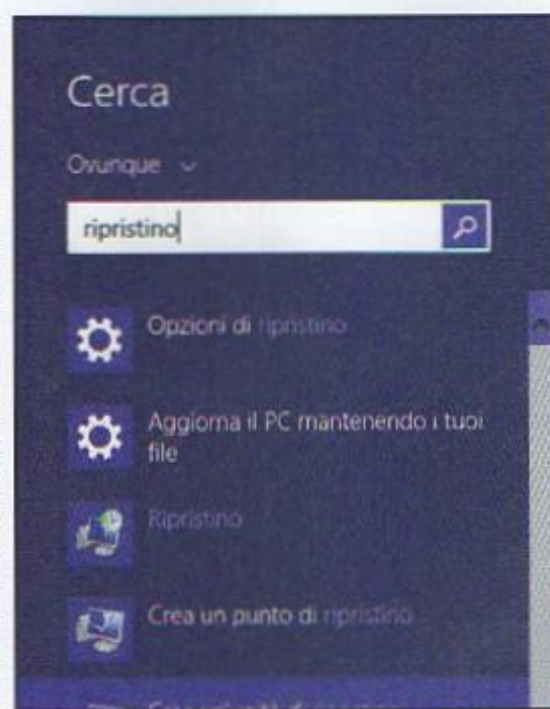 Cerca
Ovunque
ripristino
Opzioni di ripristino
Aggiorna il PC mantenendo i tuoi
file
Ripristino
Crea un punto di ripristino